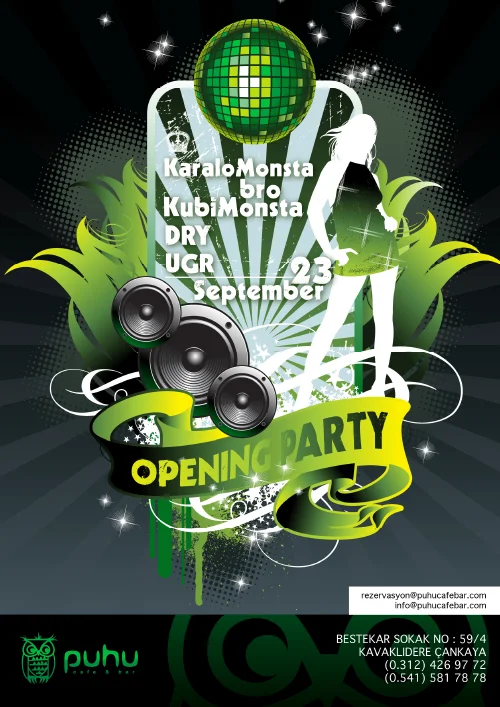 KaraloMonsta
bro
KubiMonsta
DRY
UGR
23
September
OPENING PARTY
rezervasyon@puhucafebar.com
info@puhucafebar.com
puhu
cafe & bar
BESTEKAR SOKAK NO : 59/4
KAVAKLIDERE ÇANKAYA
(0.312) 426 97 72
(0.541) 581 78 78